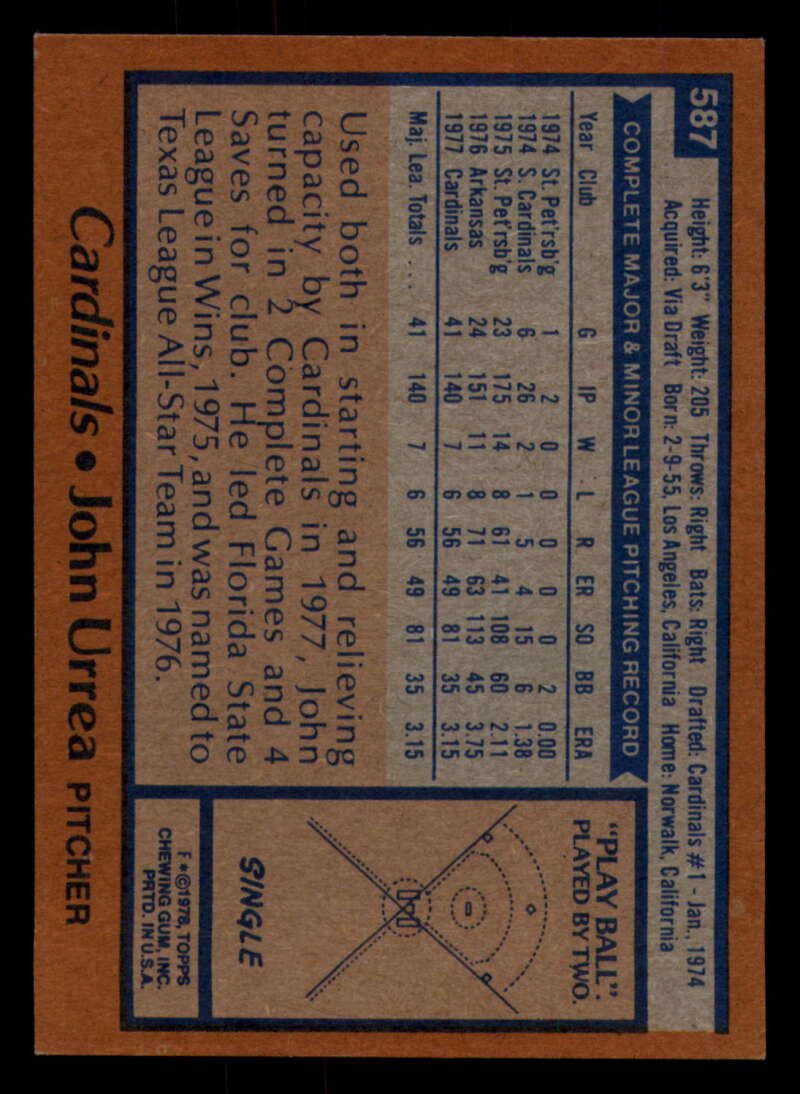 587
Height: 6'3" Weight: 205 Throws: Right Bats: Right Drafted: Cardinals #1 - Jan., 1974
Acquired: Via Draft Born: 2-9-55, Los Angeles, California Home: Norwalk, California
COMPLETE MAJOR & MINOR LEAGUE PITCHING RECORD
Year Club G IP W L R ER SO BB ERA
1974 St. Pet'rsb'g 1 2 0 0 0 0 0 2 0.00
1974 S. Cardinals 6 26 2 1 5 4 15 6 1.38
1975 St. Pet'rsb'g 23 175 14 8 61 41 108 60 2.11
1976 Arkansas 24 151 11 8 71 63 113 45 3.75
1977 Cardinals 41 140 7 6 56 49 81 35 3.15
Maj. Lea. Totals .... 41 140 7 6 56 49 81 35 3.15
Used both in starting and relieving
capacity by Cardinals in 1977, John
turned in 2 Complete Games and 4
Saves for club. He led Florida State
League in Wins, 1975, and was named to
Texas League All-Star Team in 1976.
"PLAY BALL"
PLAYED BY TWO.
SINGLE
F*©1978, TOPPS
CHEWING GUM, INC.
PRTD. IN U.S.A.
Cardinals • John Urrea PITCHER